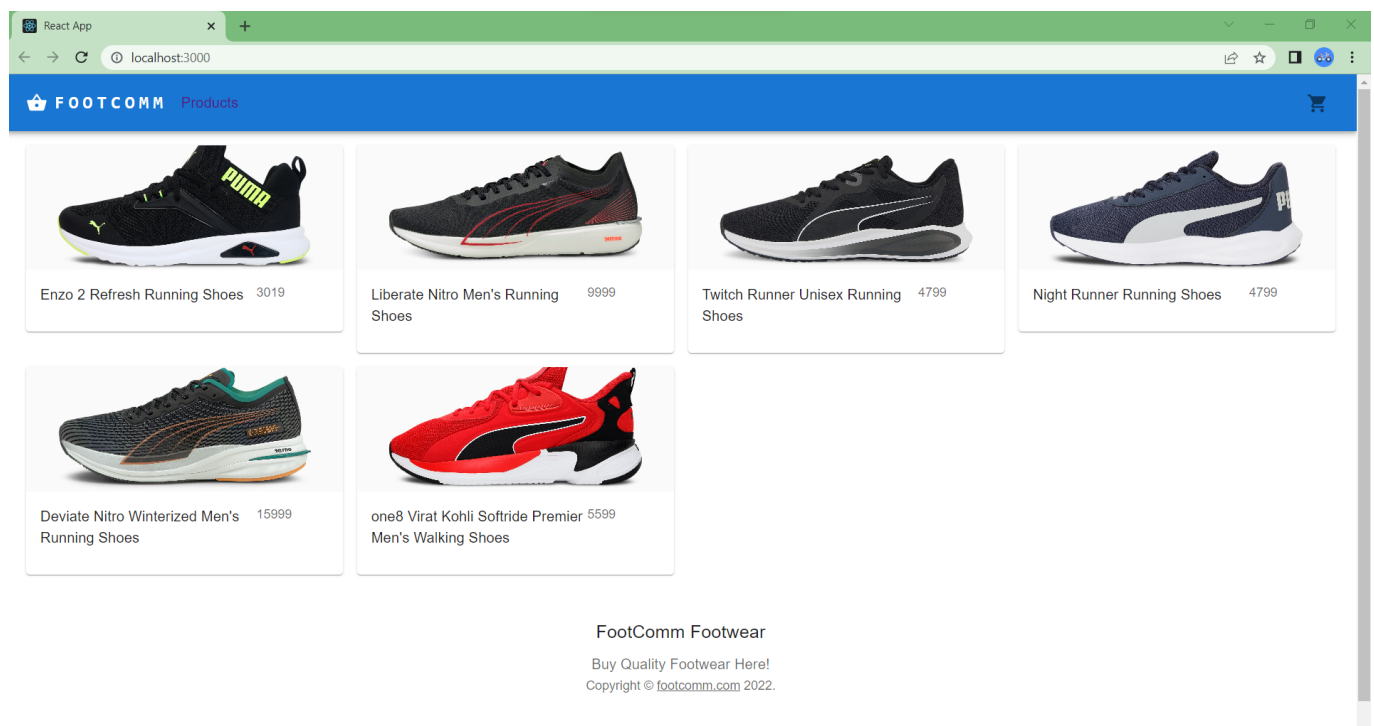 React App
localhost:3000
FOOTCOMM Products
PUMA
Enzo 2 Refresh Running Shoes 3019
Liberate Nitro Men's Running 9999
Shoes
Twitch Runner Unisex Running 4799
Shoes
Night Runner Running Shoes 4799
Deviate Nitro Winterized Men's 15999
Running Shoes
one8 Virat Kohli Softride Premier 5599
Men's Walking Shoes
FootComm Footwear
Buy Quality Footwear Here!
Copyright © footcomm.com 2022.